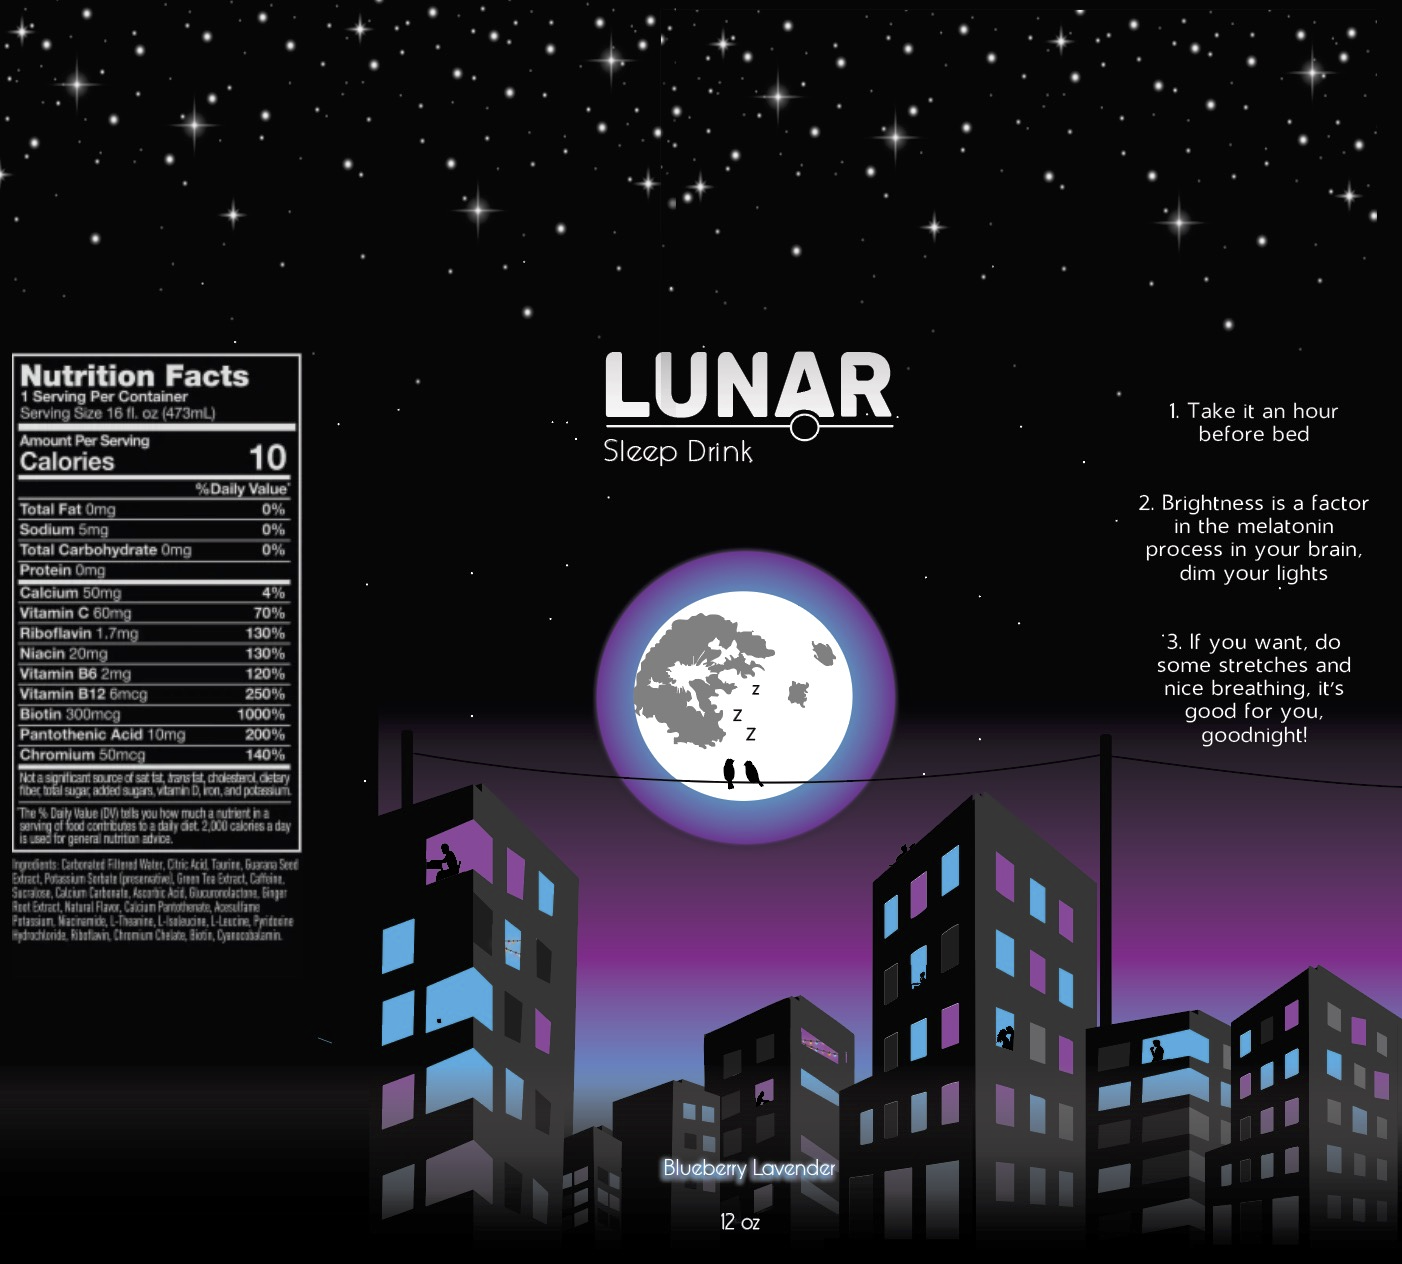 Nutrition Facts
1 Serving Per Container
Serving Size 16 fl. oz (473mL)
Amount Per Serving
Calories 10
%Daily Value*
Total Fat 0mg 0%
Sodium 5mg 0%
Total Carbohydrate 0mg 0%
Protein 0mg
Calcium 50mg 4%
Vitamin C 60mg 70%
Riboflavin 1.7mg 130%
Niacin 20mg 130%
Vitamin B6 2mg 120%
Vitamin B12 6mcg 250%
Biotin 300mcg 1000%
Pantothenic Acid 10mg 200%
Chromium 50mcg 140%
Not a significant source of sat fat, trans fat, cholesterol, dietary
fiber, total sugar, added sugars, vitamin D, iron, and potassium.
*The % Daily Value (DV) tells you how much a nutrient in a
serving of food contributes to a daily diet. 2,000 calories a day
is used for general nutrition advice.
Ingredients: Carbonated Filtered Water, Citric Acid, Taurine, Guarana Seed
Extract, Potassium Sorbate (preservative), Green Tea Extract, Caffeine,
Sucralose, Calcium Carbonate, Ascorbic Acid, Glucuronolactone, Ginger
Root Extract, Natural Flavor, Calcium Pantothenate, Acesulfame
Potassium, Niacinamide, L-Theanine, L-Isoleucine, L-Leucine, Pyridoxine
Hydrochloride, Riboflavin, Chromium Chelate, Biotin, Cyanocobalamin.
LUNAR
Sleep Drink
z
z
z
Blueberry Lavender
12 oz
1. Take it an hour
before bed
2. Brightness is a factor
in the melatonin
process in your brain,
dim your lights
3. If you want, do
some stretches and
nice breathing, it's
good for you,
goodnight!